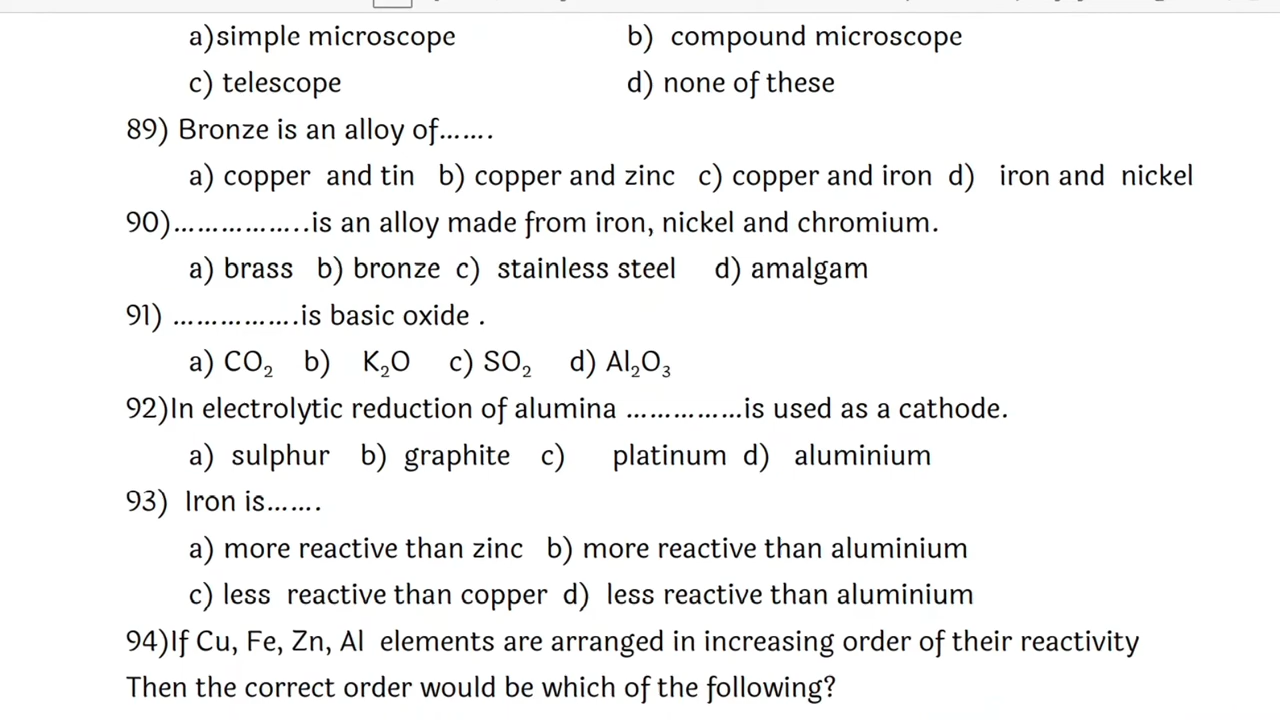 a)simple microscope b) compound microscope
c) telescope d) none of these
89) Bronze is an alloy of.......
a) copper and tin b) copper and zinc c) copper and iron d) iron and nickel
90)……………..is an alloy made from iron, nickel and chromium.
a) brass b) bronze c) stainless steel d) amalgam
91) …………….is basic oxide .
a) CO₂ b) K₂O c) SO₂ d) Al₂O₃
92)In electrolytic reduction of alumina ……………is used as a cathode.
a) sulphur b) graphite c) platinum d) aluminium
93) Iron is.......
a) more reactive than zinc b) more reactive than aluminium
c) less reactive than copper d) less reactive than aluminium
94)If Cu, Fe, Zn, Al elements are arranged in increasing order of their reactivity
Then the correct order would be which of the following?